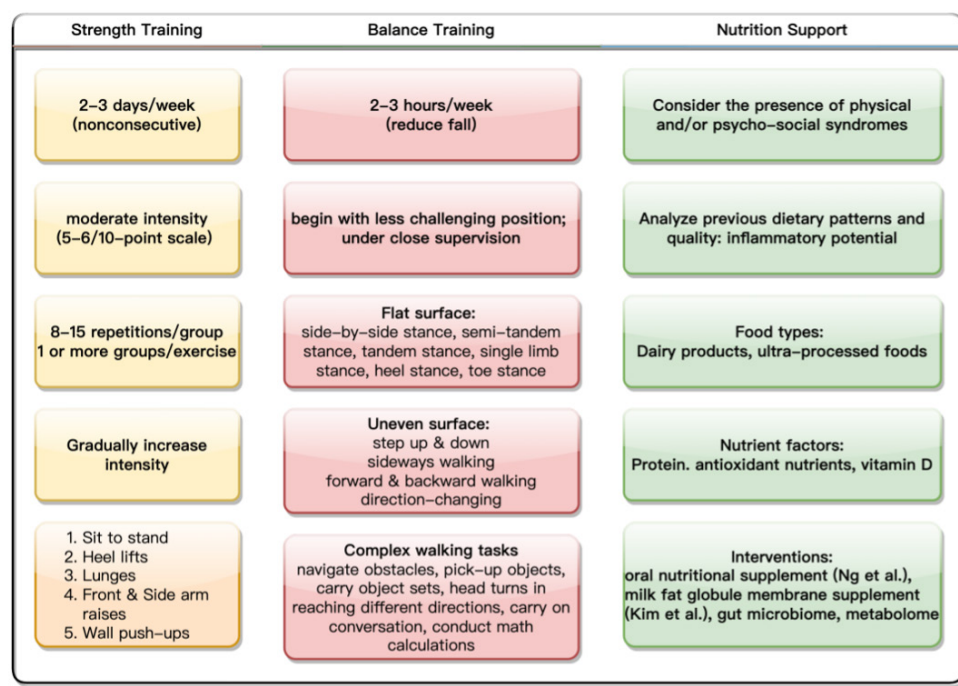 Strength Training
Balance Training
Nutrition Support
2–3 days/week
(nonconsecutive)
2–3 hours/week
(reduce fall)
Consider the presence of physical
and/or psycho–social syndromes
moderate intensity
(5–6/10–point scale)
begin with less challenging position;
under close supervision
Analyze previous dietary patterns and
quality: inflammatory potential
8–15 repetitions/group
1 or more groups/exercise
Flat surface:
side–by–side stance, semi–tandem
stance, tandem stance, single limb
stance, heel stance, toe stance
Food types:
Dairy products, ultra–processed foods
Gradually increase
intensity
Uneven surface:
step up & down
sideways walking
forward & backward walking
direction–changing
Nutrient factors:
Protein. antioxidant nutrients, vitamin D
1. Sit to stand
2. Heel lifts
3. Lunges
4. Front & Side arm
raises
5. Wall push–ups
Complex walking tasks
navigate obstacles, pick–up objects,
carry object sets, head turns in
reaching different directions, carry on
conversation, conduct math
calculations
Interventions:
oral nutritional supplement (Ng et al.),
milk fat globule membrane supplement
(Kim et al.), gut microbiome, metabolome